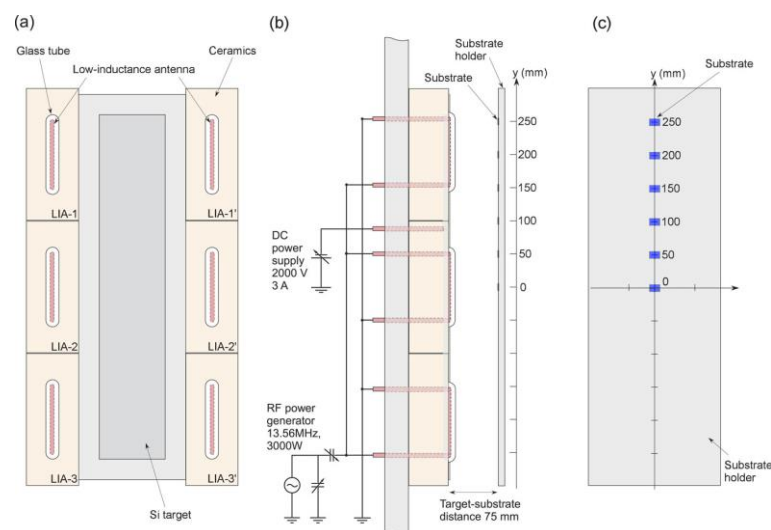 (a)
Glass tube
Low-inductance antenna
Ceramics
LIA-1
LIA-1'
LIA-2
LIA-2'
LIA-3
LIA-3'
Si target
(b)
Substrate
holder
Substrate
y (mm)
250
200
150
100
50
0
DC
power
supply
2000 V
3 A
RF power
generator
13.56MHz,
3000W
Target-substrate
distance 75 mm
(c)
y (mm)
Substrate
250
200
150
100
50
0
Substrate
holder